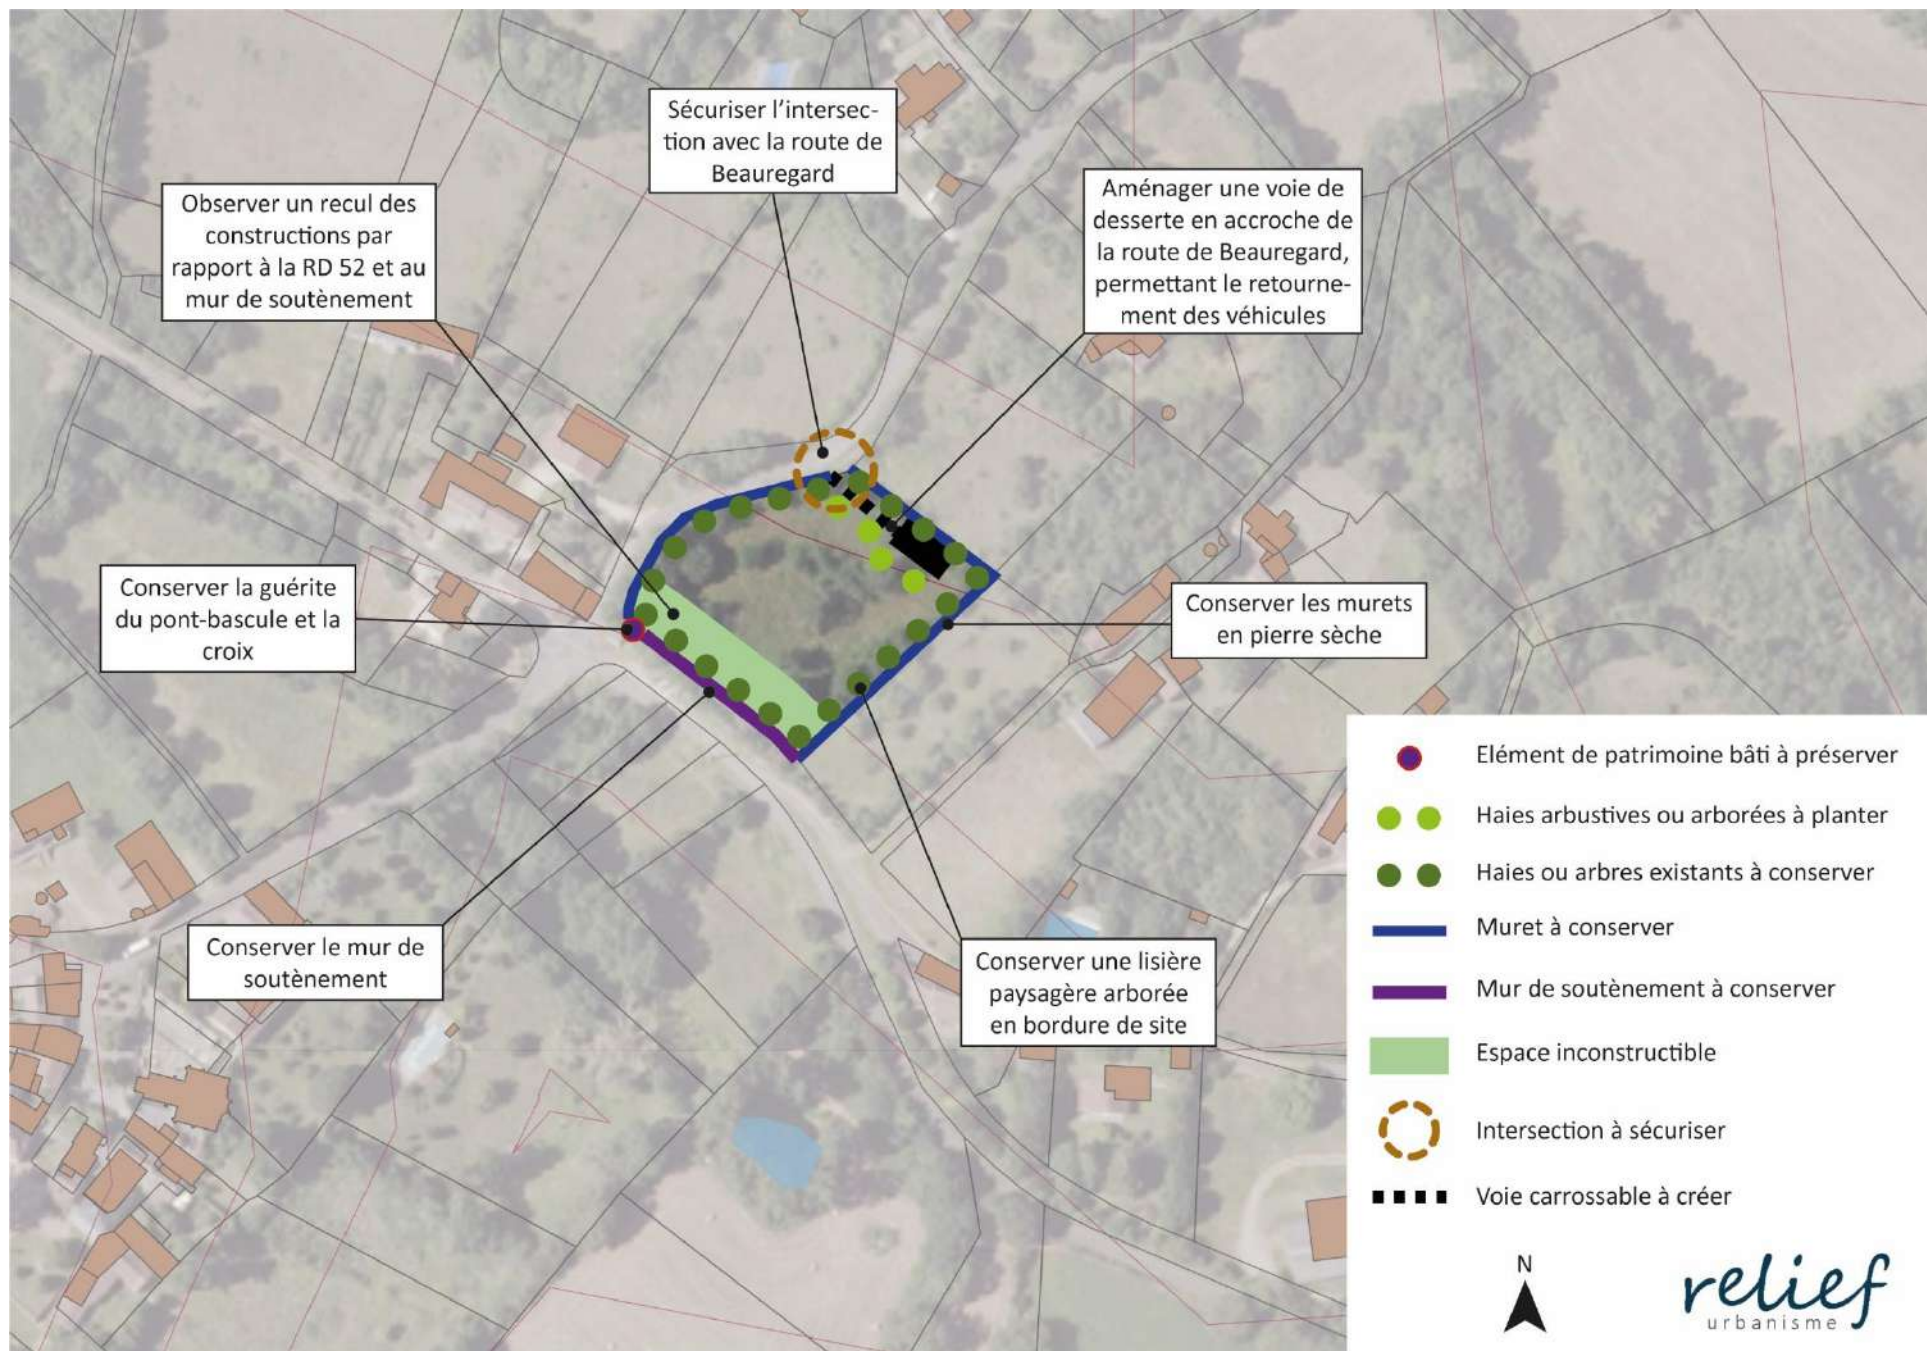 Sécuriser l'intersec-
tion avec la route de
Beauregard
Observer un recul des
constructions par
rapport à la RD 52 et au
mur de soutènement
Aménager une voie de
desserte en accroche de
la route de Beauregard,
permettant le retourne-
ment des véhicules
Conserver la guérite
du pont-bascule et la
croix
Conserver les murets
en pierre sèche
Conserver le mur de
soutènement
Conserver une lisière
paysagère arborée
en bordure de site
Elément de patrimoine bâti à préserver
Haies arbustives ou arborées à planter
Haies ou arbres existants à conserver
Muret à conserver
Mur de soutènement à conserver
Espace inconstructible
Intersection à sécuriser
Voie carrossable à créer
N
relief
urbanisme